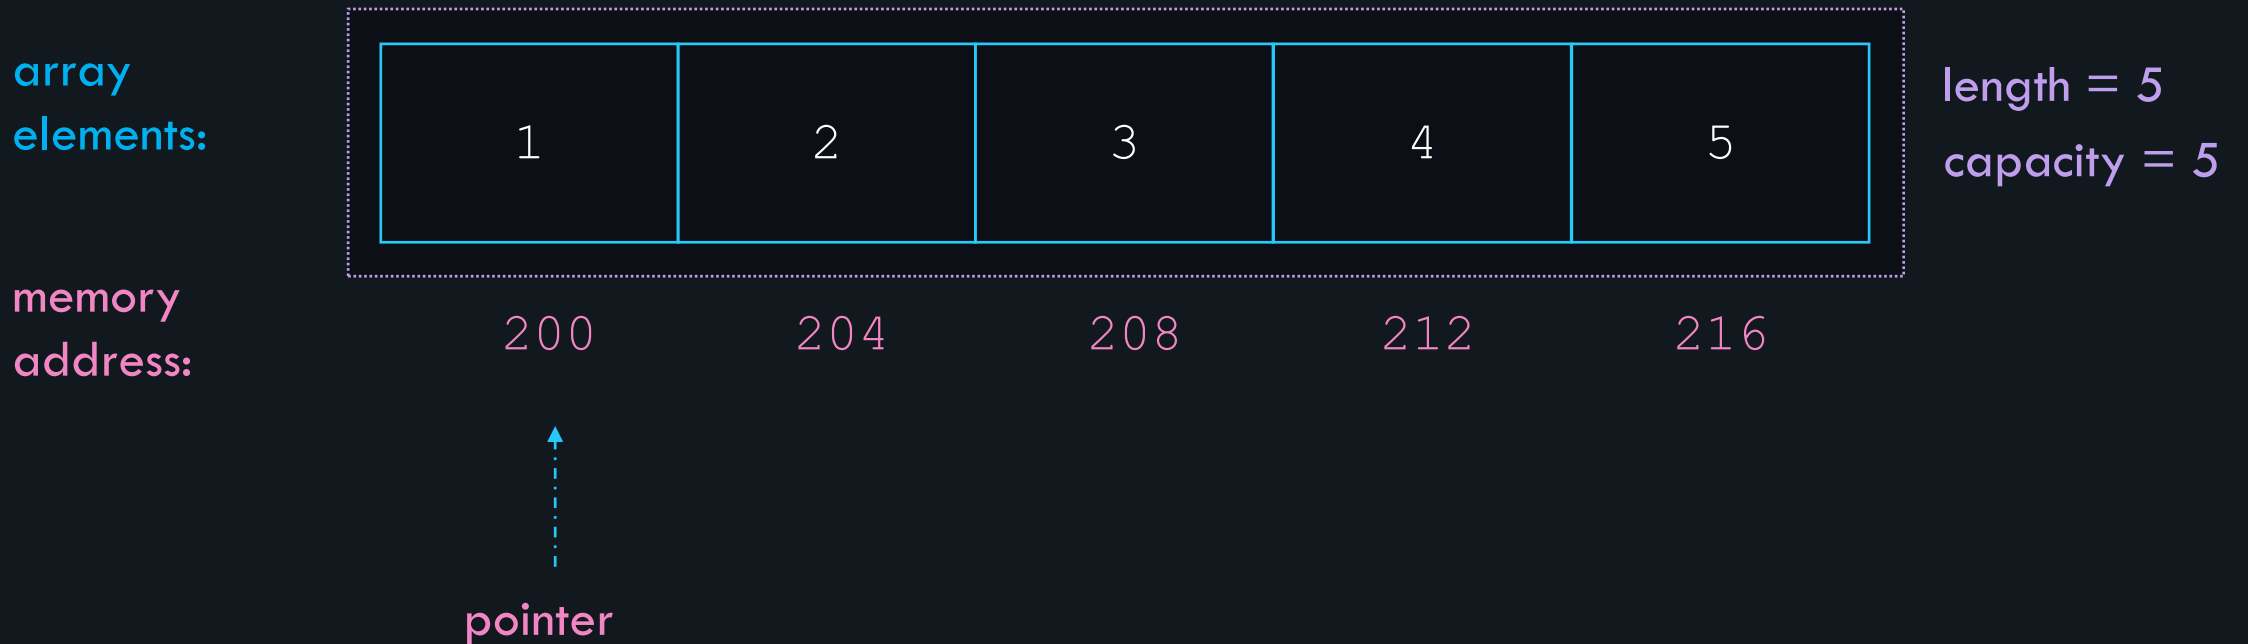 array
elements:
1 2 3 4 5
length = 5
capacity = 5
memory
address:
200 204 208 212 216
pointer